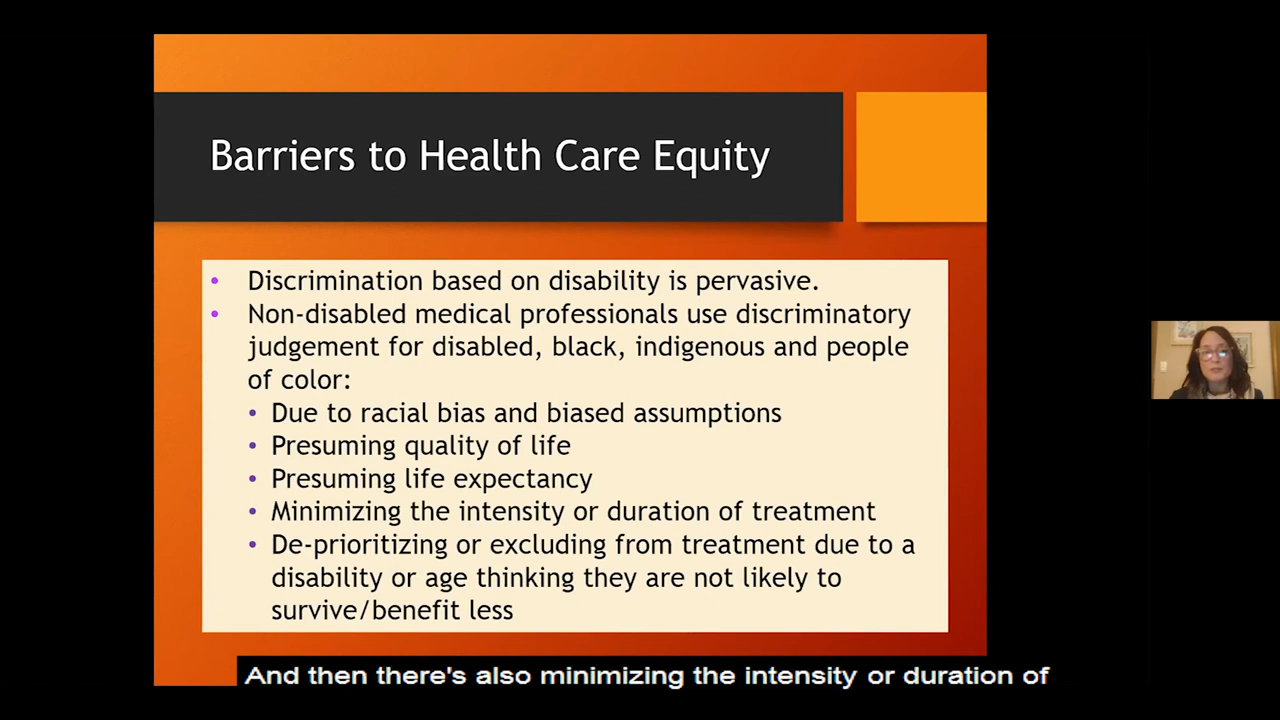 Barriers to Health Care Equity
• Discrimination based on disability is pervasive.
• Non-disabled medical professionals use discriminatory
judgement for disabled, black, indigenous and people
of color:
• Due to racial bias and biased assumptions
• Presuming quality of life
• Presuming life expectancy
• Minimizing the intensity or duration of treatment
• De-prioritizing or excluding from treatment due to a
disability or age thinking they are not likely to
survive/benefit less
And then there's also minimizing the intensity or duration of